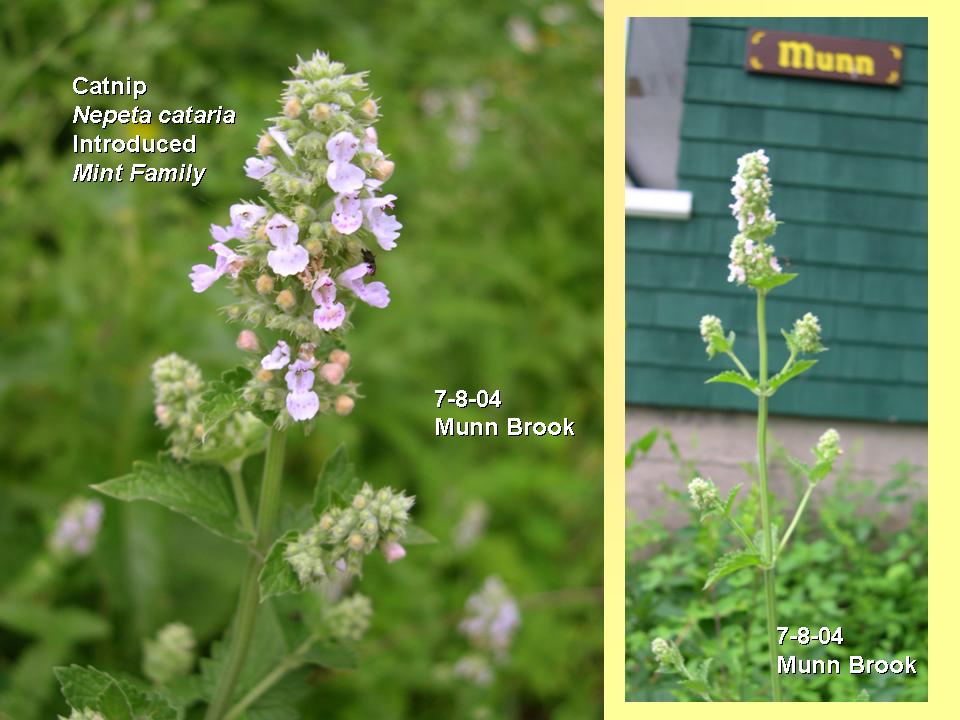 Catnip
Nepeta cataria
Introduced
Mint Family
7-8-04
Munn Brook
Munn
7-8-04
Munn Brook